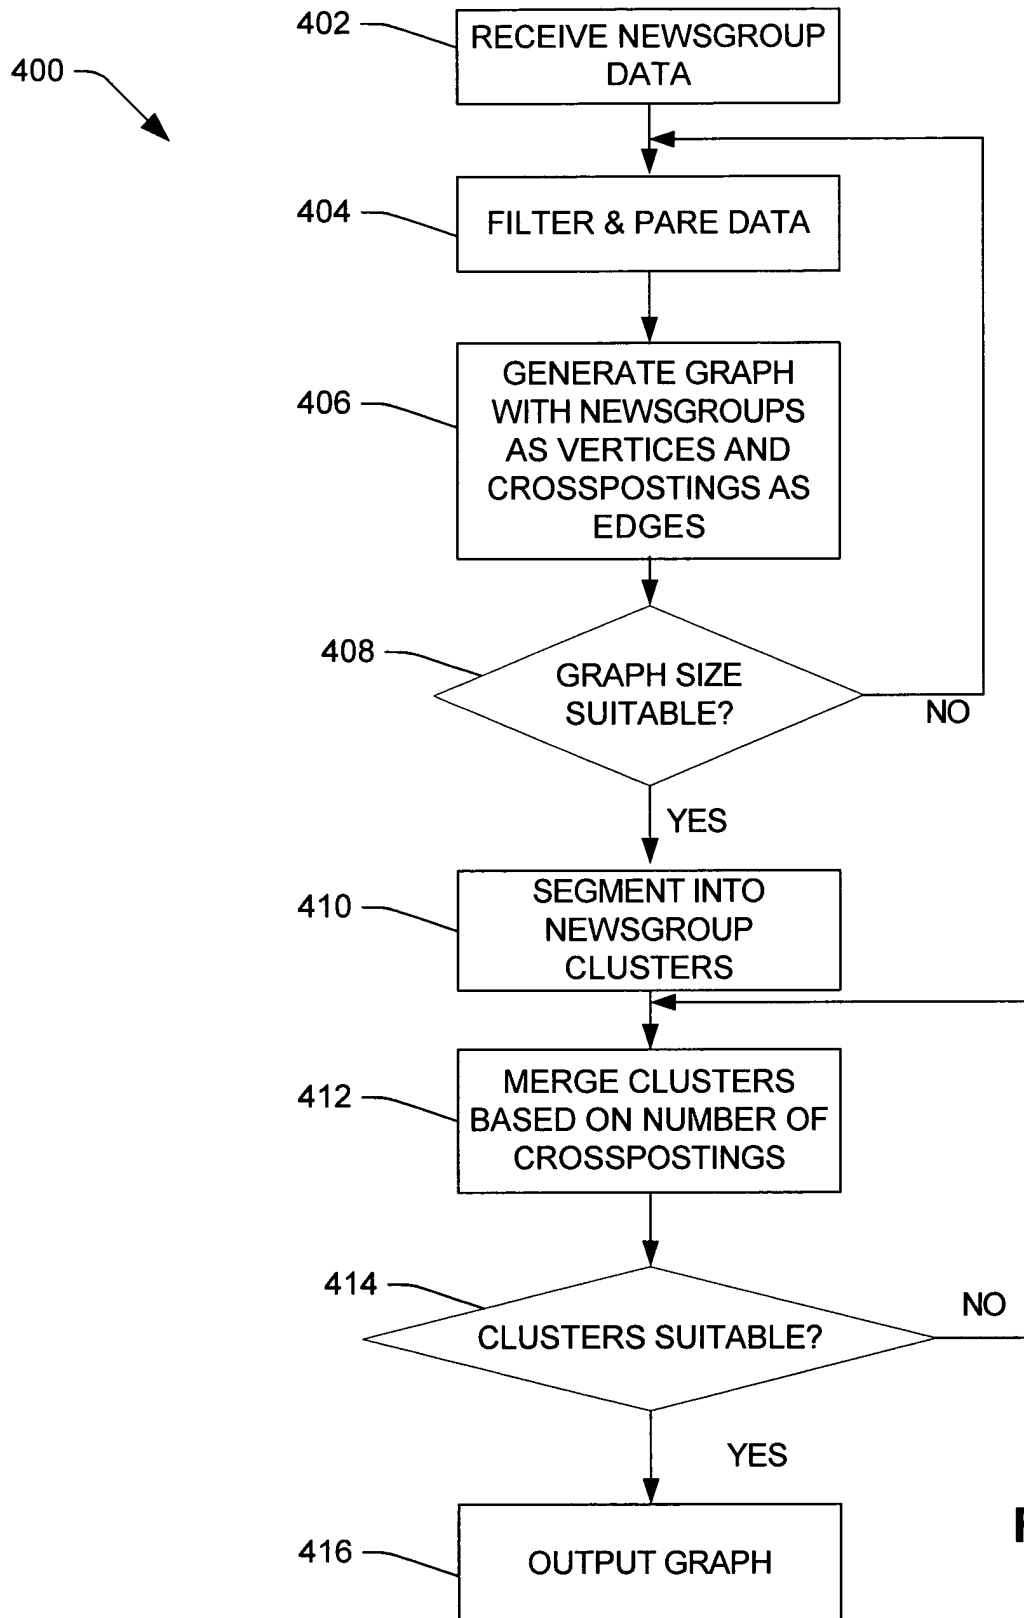 402
RECEIVE NEWSGROUP
DATA
400
404
FILTER & PARE DATA
406
GENERATE GRAPH
WITH NEWSGROUPS
AS VERTICES AND
CROSSPOSTINGS AS
EDGES
408
GRAPH SIZE
SUITABLE?
NO
YES
410
SEGMENT INTO
NEWSGROUP
CLUSTERS
412
MERGE CLUSTERS
BASED ON NUMBER OF
CROSSPOSTINGS
414
CLUSTERS SUITABLE?
NO
YES
416
OUTPUT GRAPH